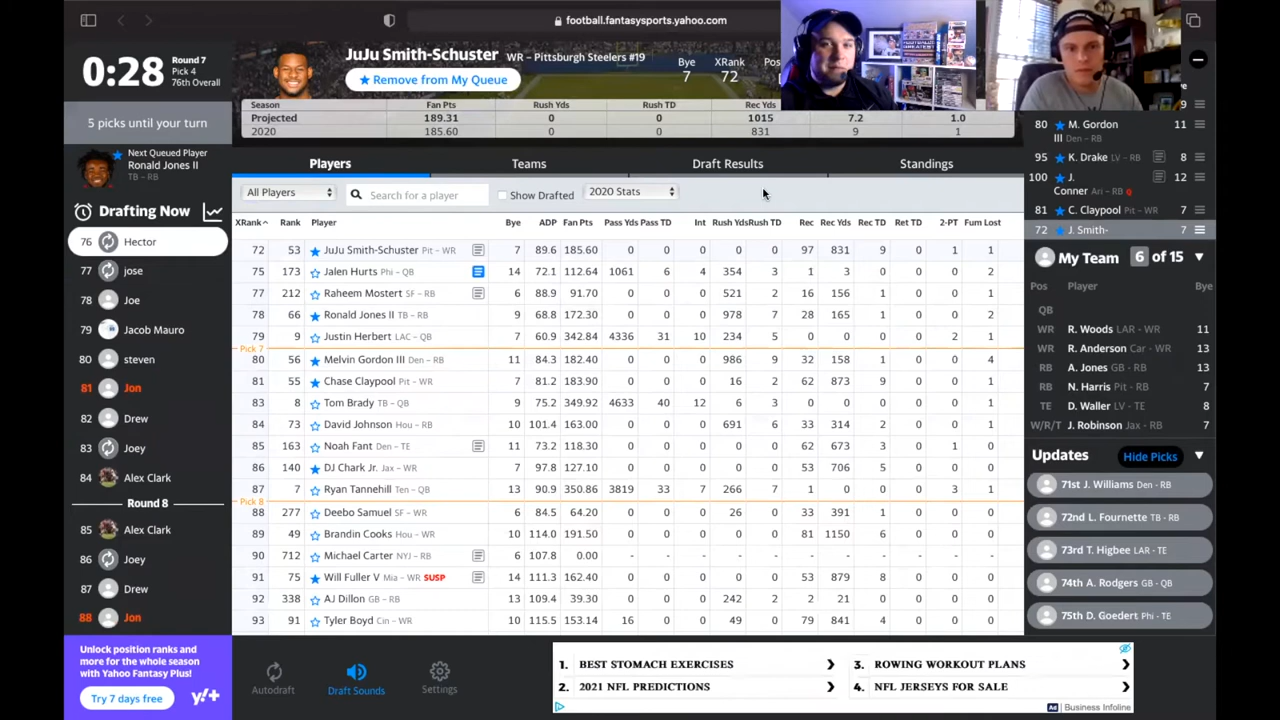 football.fantasysports.yahoo.com
0:28
Round 7
Pick 4
76th Overall
JuJu Smith-Schuster WR – Pittsburgh Steelers #19
Bye
7
XRank
72
Pos
★ Remove from My Queue
5 picks until your turn
Season Fan Pts Rush Yds Rush TD Rec Yds
Projected 189.31 0 0 1015 7.2 1.0
2020 185.60 0 0 831 9 1
Next Queued Player
Ronald Jones II
TB – RB
Drafting Now
76 Hector
77 jose
78 Joe
79 Jacob Mauro
80 steven
81 Jon
82 Drew
83 Joey
84 Alex Clark
Round 8
85 Alex Clark
86 Joey
87 Drew
88 Jon
Unlock position ranks and
more for the whole season
with Yahoo Fantasy Plus!
Try 7 days free
y!+
Players Teams Draft Results Standings
All Players Search for a player Show Drafted 2020 Stats
XRank Rank Player Bye ADP Fan Pts Pass Yds Pass TD Int Rush Yds Rush TD Rec Rec Yds Rec TD Ret TD 2-PT Fum Lost
72 53 JuJu Smith-Schuster Pit – WR 7 89.6 185.60 0 0 0 0 0 97 831 9 0 1 0
75 173 Jalen Hurts Phi – QB 14 72.1 112.64 1061 6 4 354 3 1 3 0 0 0 2
77 212 Raheem Mostert SF – RB 6 88.9 91.70 0 0 0 521 2 16 156 1 0 0 1
78 66 Ronald Jones II TB – RB 9 68.8 172.30 0 0 0 978 7 28 165 1 0 0 2
79 9 Justin Herbert LAC – QB 7 60.9 342.84 4336 31 10 234 5 0 0 0 0 2 1
Pick 7
80 56 Melvin Gordon III Den – RB 11 84.3 182.40 0 0 0 986 9 32 158 1 0 0 4
81 55 Chase Claypool Pit – WR 7 81.2 183.90 0 0 0 16 2 62 873 9 0 0 1
83 8 Tom Brady TB – QB 9 75.2 349.92 4633 40 12 6 3 0 0 0 0 0 1
84 73 David Johnson Hou – RB 10 101.4 163.00 0 0 0 691 6 33 314 2 0 0 1
85 163 Noah Fant Den – TE 11 73.2 118.30 0 0 0 0 0 62 673 3 0 1 0
86 140 DJ Chark Jr. Jax – WR 7 97.8 127.10 0 0 0 0 0 53 706 5 0 0 0
87 7 Ryan Tannehill Ten – QB 13 90.9 350.86 3819 33 7 266 7 1 0 0 0 3 1
Pick 8
88 277 Deebo Samuel SF – WR 6 84.5 64.20 0 0 0 26 0 33 391 1 0 0 0
89 49 Brandin Cooks Hou – WR 10 114.0 191.50 0 0 0 0 0 81 1150 6 0 0 0
90 712 Michael Carter NYJ – RB 6 107.8 0.00 - - - - - - - - - - -
91 75 Will Fuller V Mia – WR SUSP 14 111.3 162.40 0 0 0 0 0 53 879 8 0 0 0
92 338 AJ Dillon GB – RB 13 109.4 39.30 0 0 0 242 2 2 21 0 0 0 0
93 91 Tyler Boyd Cin – WR 10 115.5 153.14 16 0 0 49 0 79 841 4 0 0 1
9
80 M. Gordon
III Den – RB 11
95 K. Drake LV – RB 8
100 J.
Conner Ari – RB Q 12
81 C. Claypool Pit – WR 7
72 J. Smith- 7
My Team 6 of 15
Pos Player Bye
QB
WR R. Woods LAR - WR 11
WR R. Anderson Car - WR 13
RB A. Jones GB - RB 13
RB N. Harris Pit - RB 7
TE D. Waller LV - TE 8
W/R/T J. Robinson Jax - RB 7
Updates Hide Picks
71st J. Williams Den - RB
72nd L. Fournette TB - RB
73rd T. Higbee LAR - TE
74th A. Rodgers GB - QB
75th D. Goedert Phi - TE
Autodraft
Draft Sounds
Settings
1. BEST STOMACH EXERCISES
2. 2021 NFL PREDICTIONS
3. ROWING WORKOUT PLANS
4. NFL JERSEYS FOR SALE
Ad | Business Infoline